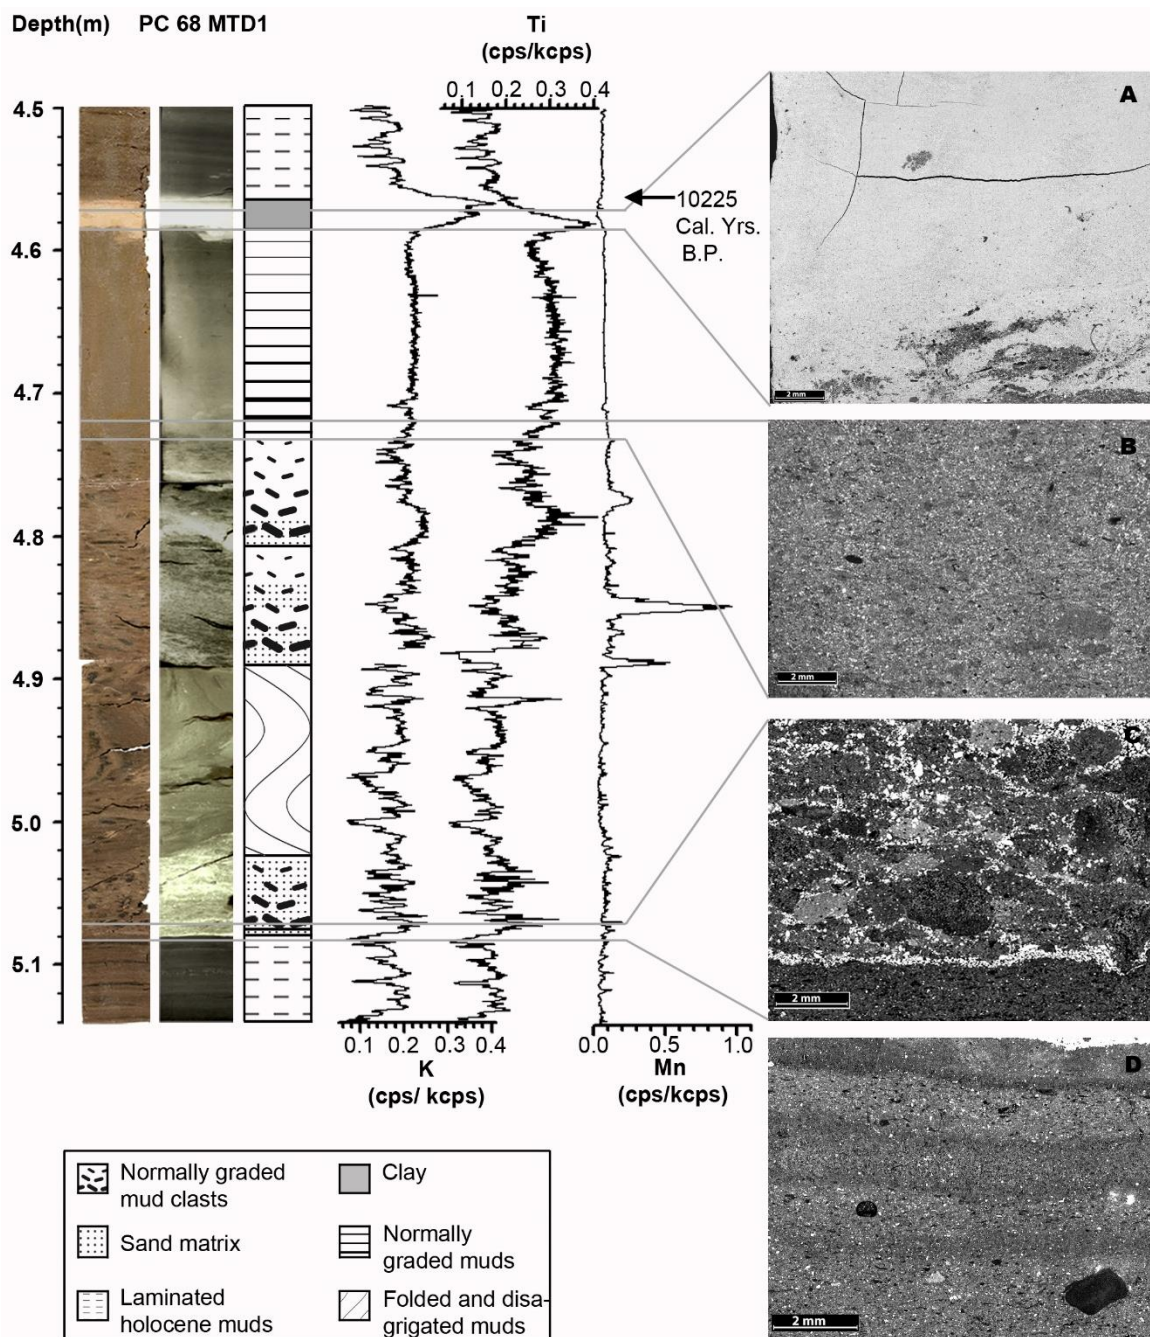 Depth(m) PC 68 MTD1
Ti
(cps/kcps)
0.1 0.2 0.3 0.4
4.5
4.6
4.7
4.8
4.9
5.0
5.1
10225
Cal. Yrs.
B.P.
A
2 mm
B
2 mm
C
2 mm
D
2 mm
0.1 0.2 0.3 0.4
K
(cps/ kcps)
0.0 0.5 1.0
Mn
(cps/kcps)
Normally graded
mud clasts
Clay
Sand matrix
Normally
graded muds
Laminated
holocene muds
Folded and disa-
grigated muds